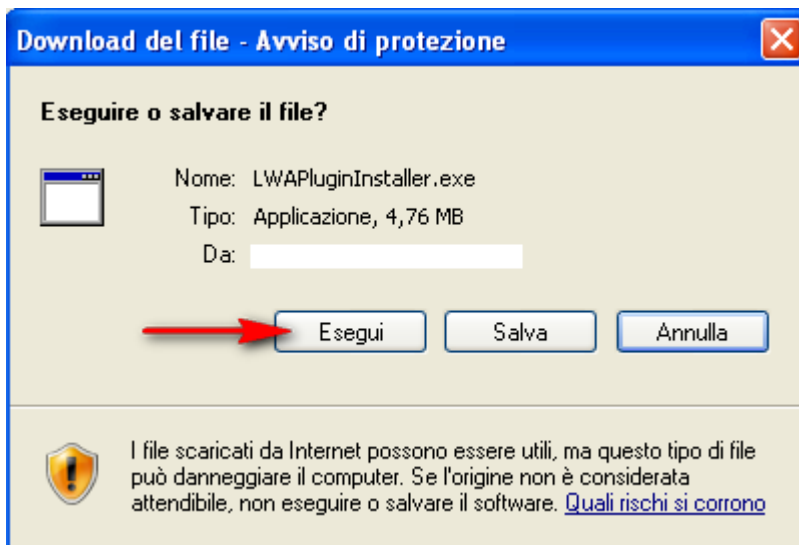 Download del file - Avviso di protezione
Eseguire o salvare il file?
Nome: LWAPluginInstaller.exe
Tipo: Applicazione, 4,76 MB
Da:
Esegui Salva Annulla
I file scaricati da Internet possono essere utili, ma questo tipo di file
può danneggiare il computer. Se l'origine non è considerata
attendibile, non eseguire o salvare il software. Quali rischi si corrono